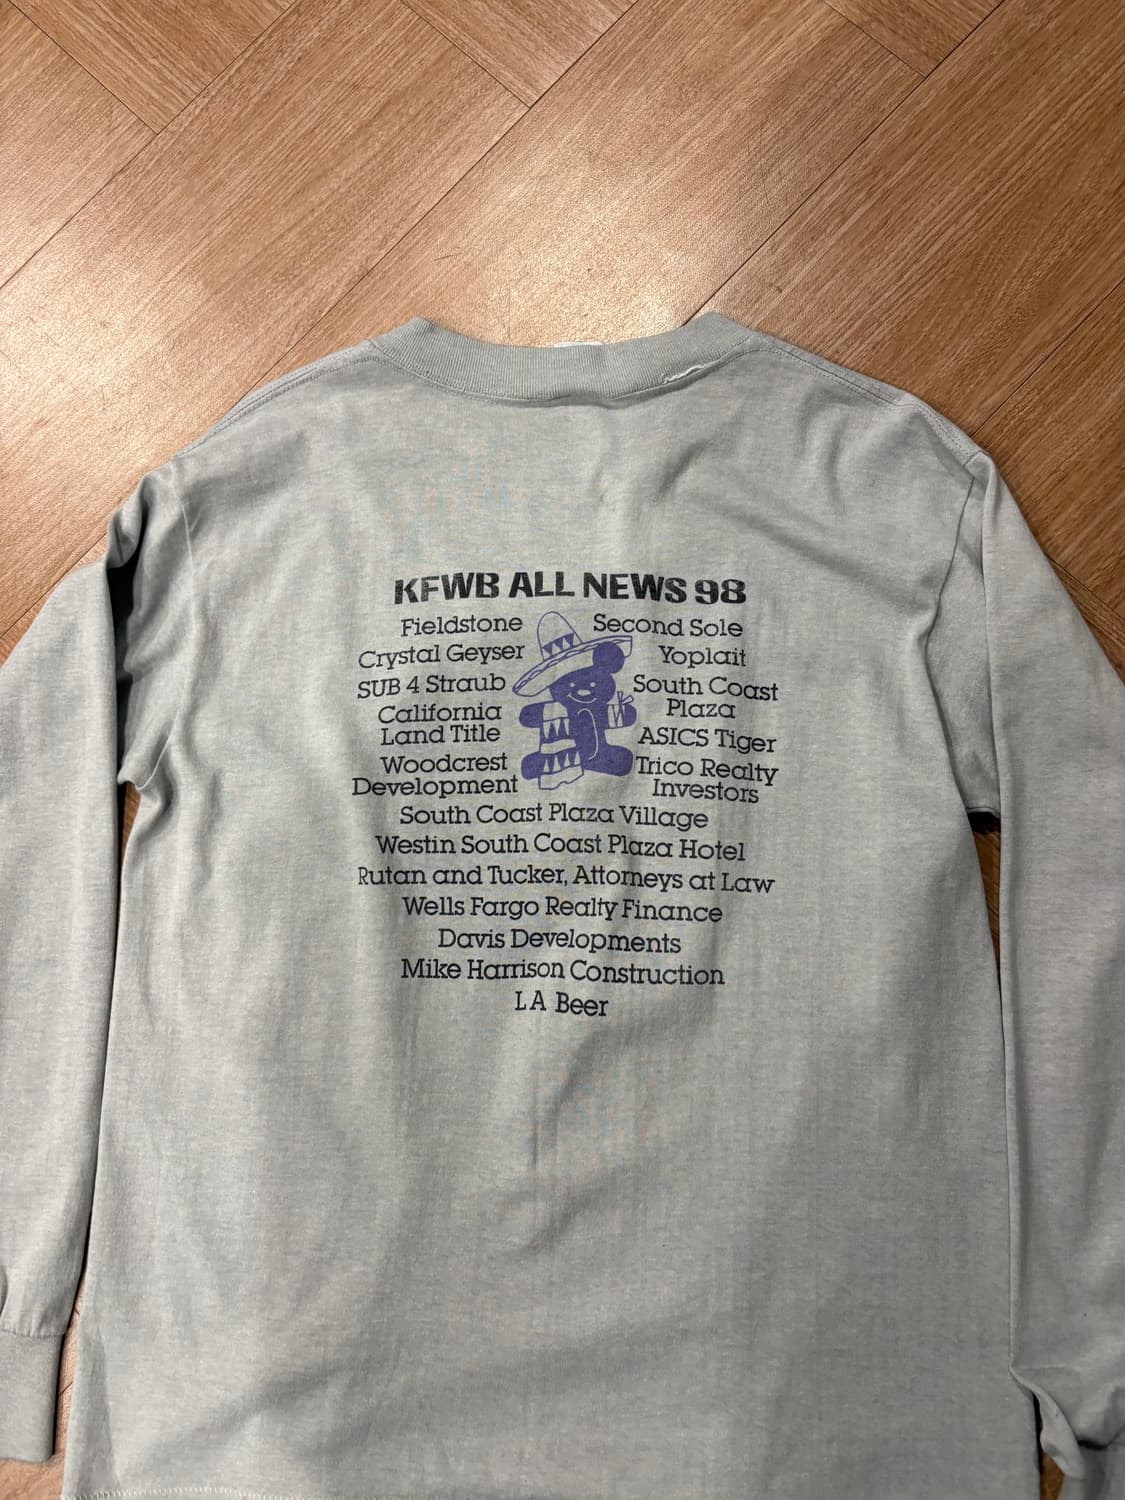 KFWB ALL NEWS 98
Fieldstone
Second Sole
Crystal Geyser
Yoplait
SUB 4 Straub
South Coast
Plaza
California
Land Title
ASICS Tiger
Woodcrest
Development
Trico Realty
Investors
South Coast Plaza Village
Westin South Coast Plaza Hotel
Rutan and Tucker, Attorneys at Law
Wells Fargo Realty Finance
Davis Developments
Mike Harrison Construction
LA Beer